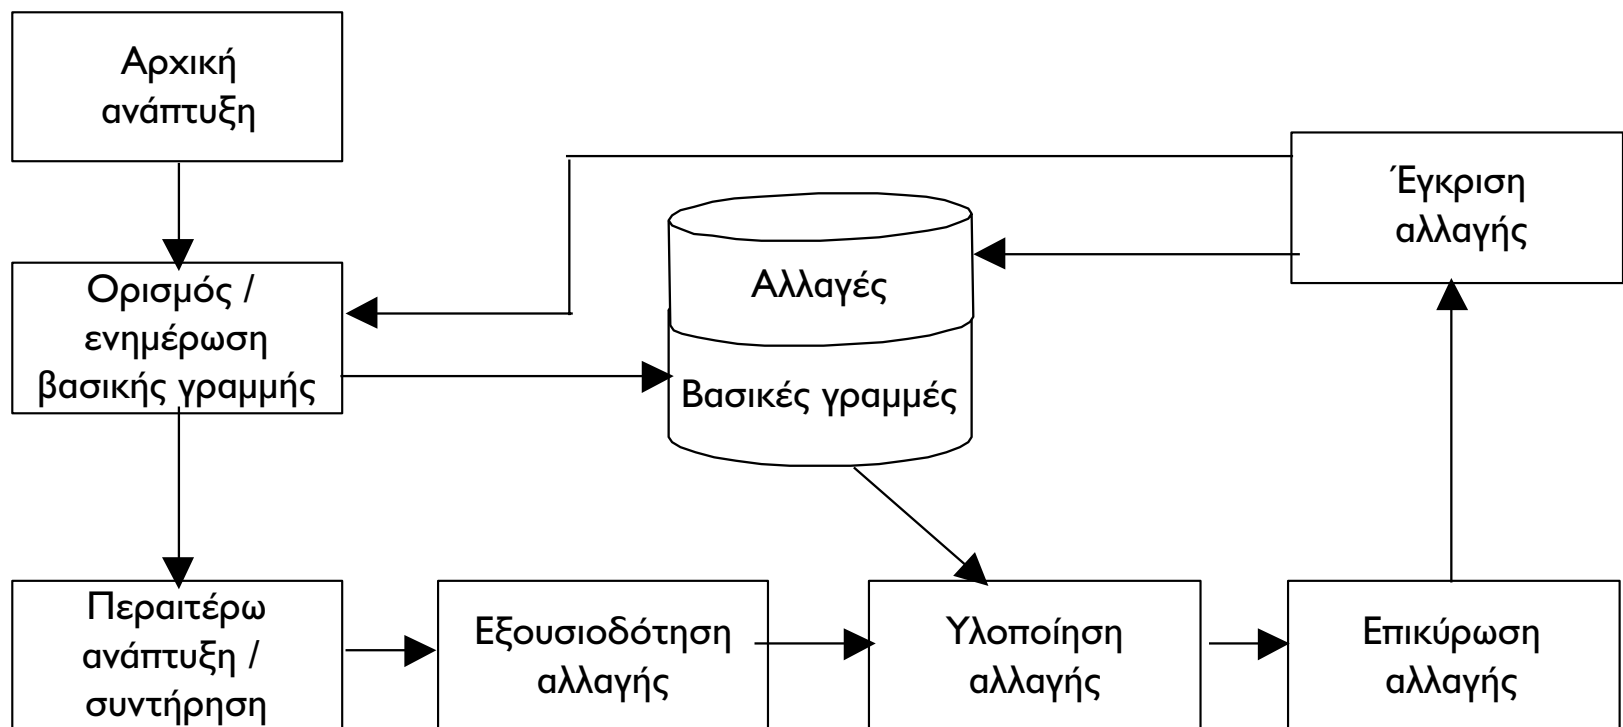 Αρχική
ανάπτυξη
Έγκριση
αλλαγής
Ορισμός /
ενημέρωση
βασικής γραμμής
Αλλαγές
Βασικές γραμμές
Περαιτέρω
ανάπτυξη /
συντήρηση
Εξουσιοδότηση
αλλαγής
Υλοποίηση
αλλαγής
Επικύρωση
αλλαγής